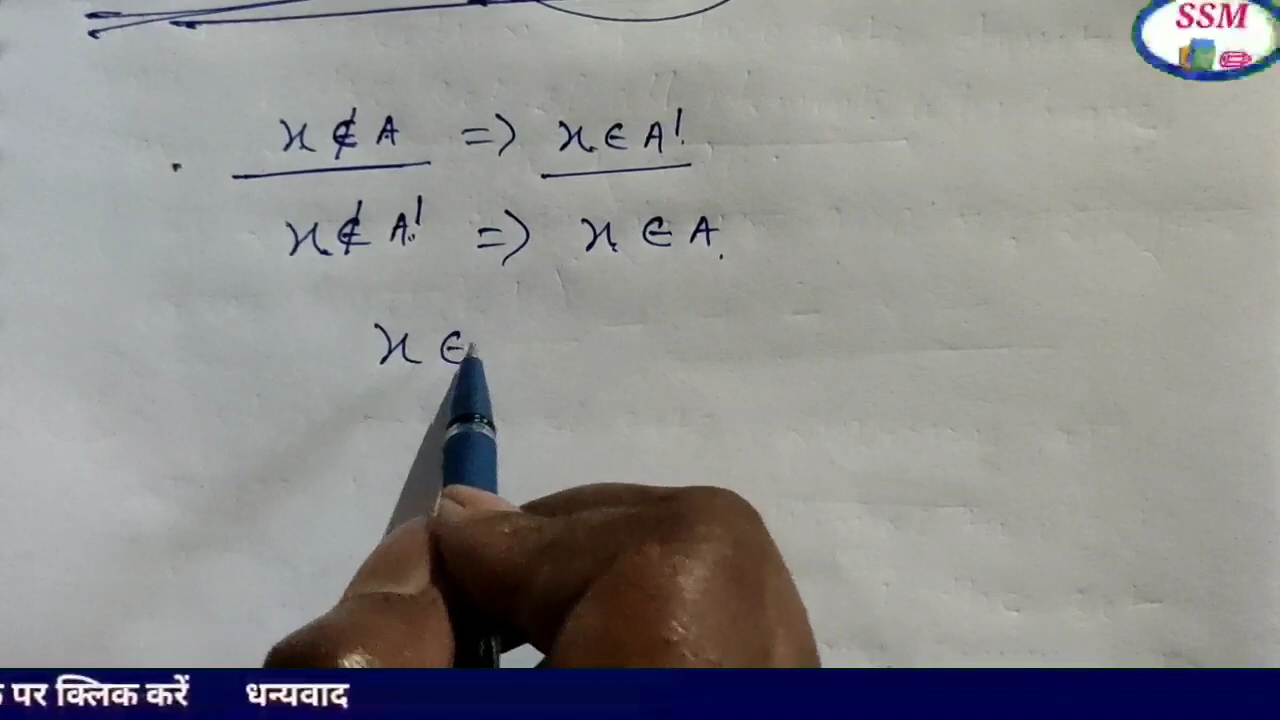 SSM
x ∉ A => x ∈ A'
x ∉ A' => x ∈ A.
x ∈
पर क्लिक करें धन्यवाद